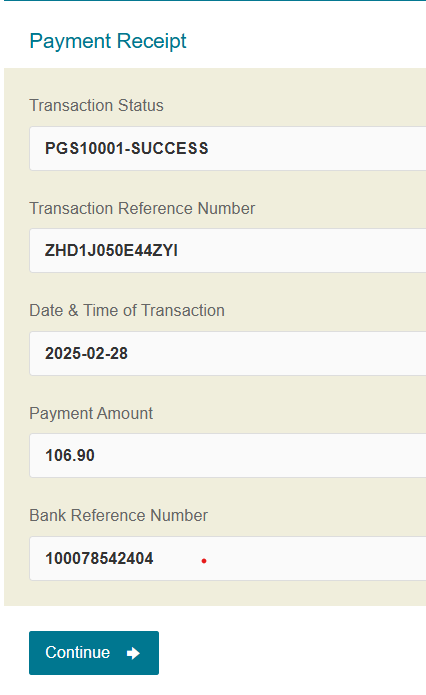 Payment Receipt
Transaction Status
PGS10001-SUCCESS
Transaction Reference Number
ZHD1J050E44ZYI
Date & Time of Transaction
2025-02-28
Payment Amount
106.90
Bank Reference Number
100078542404
Continue